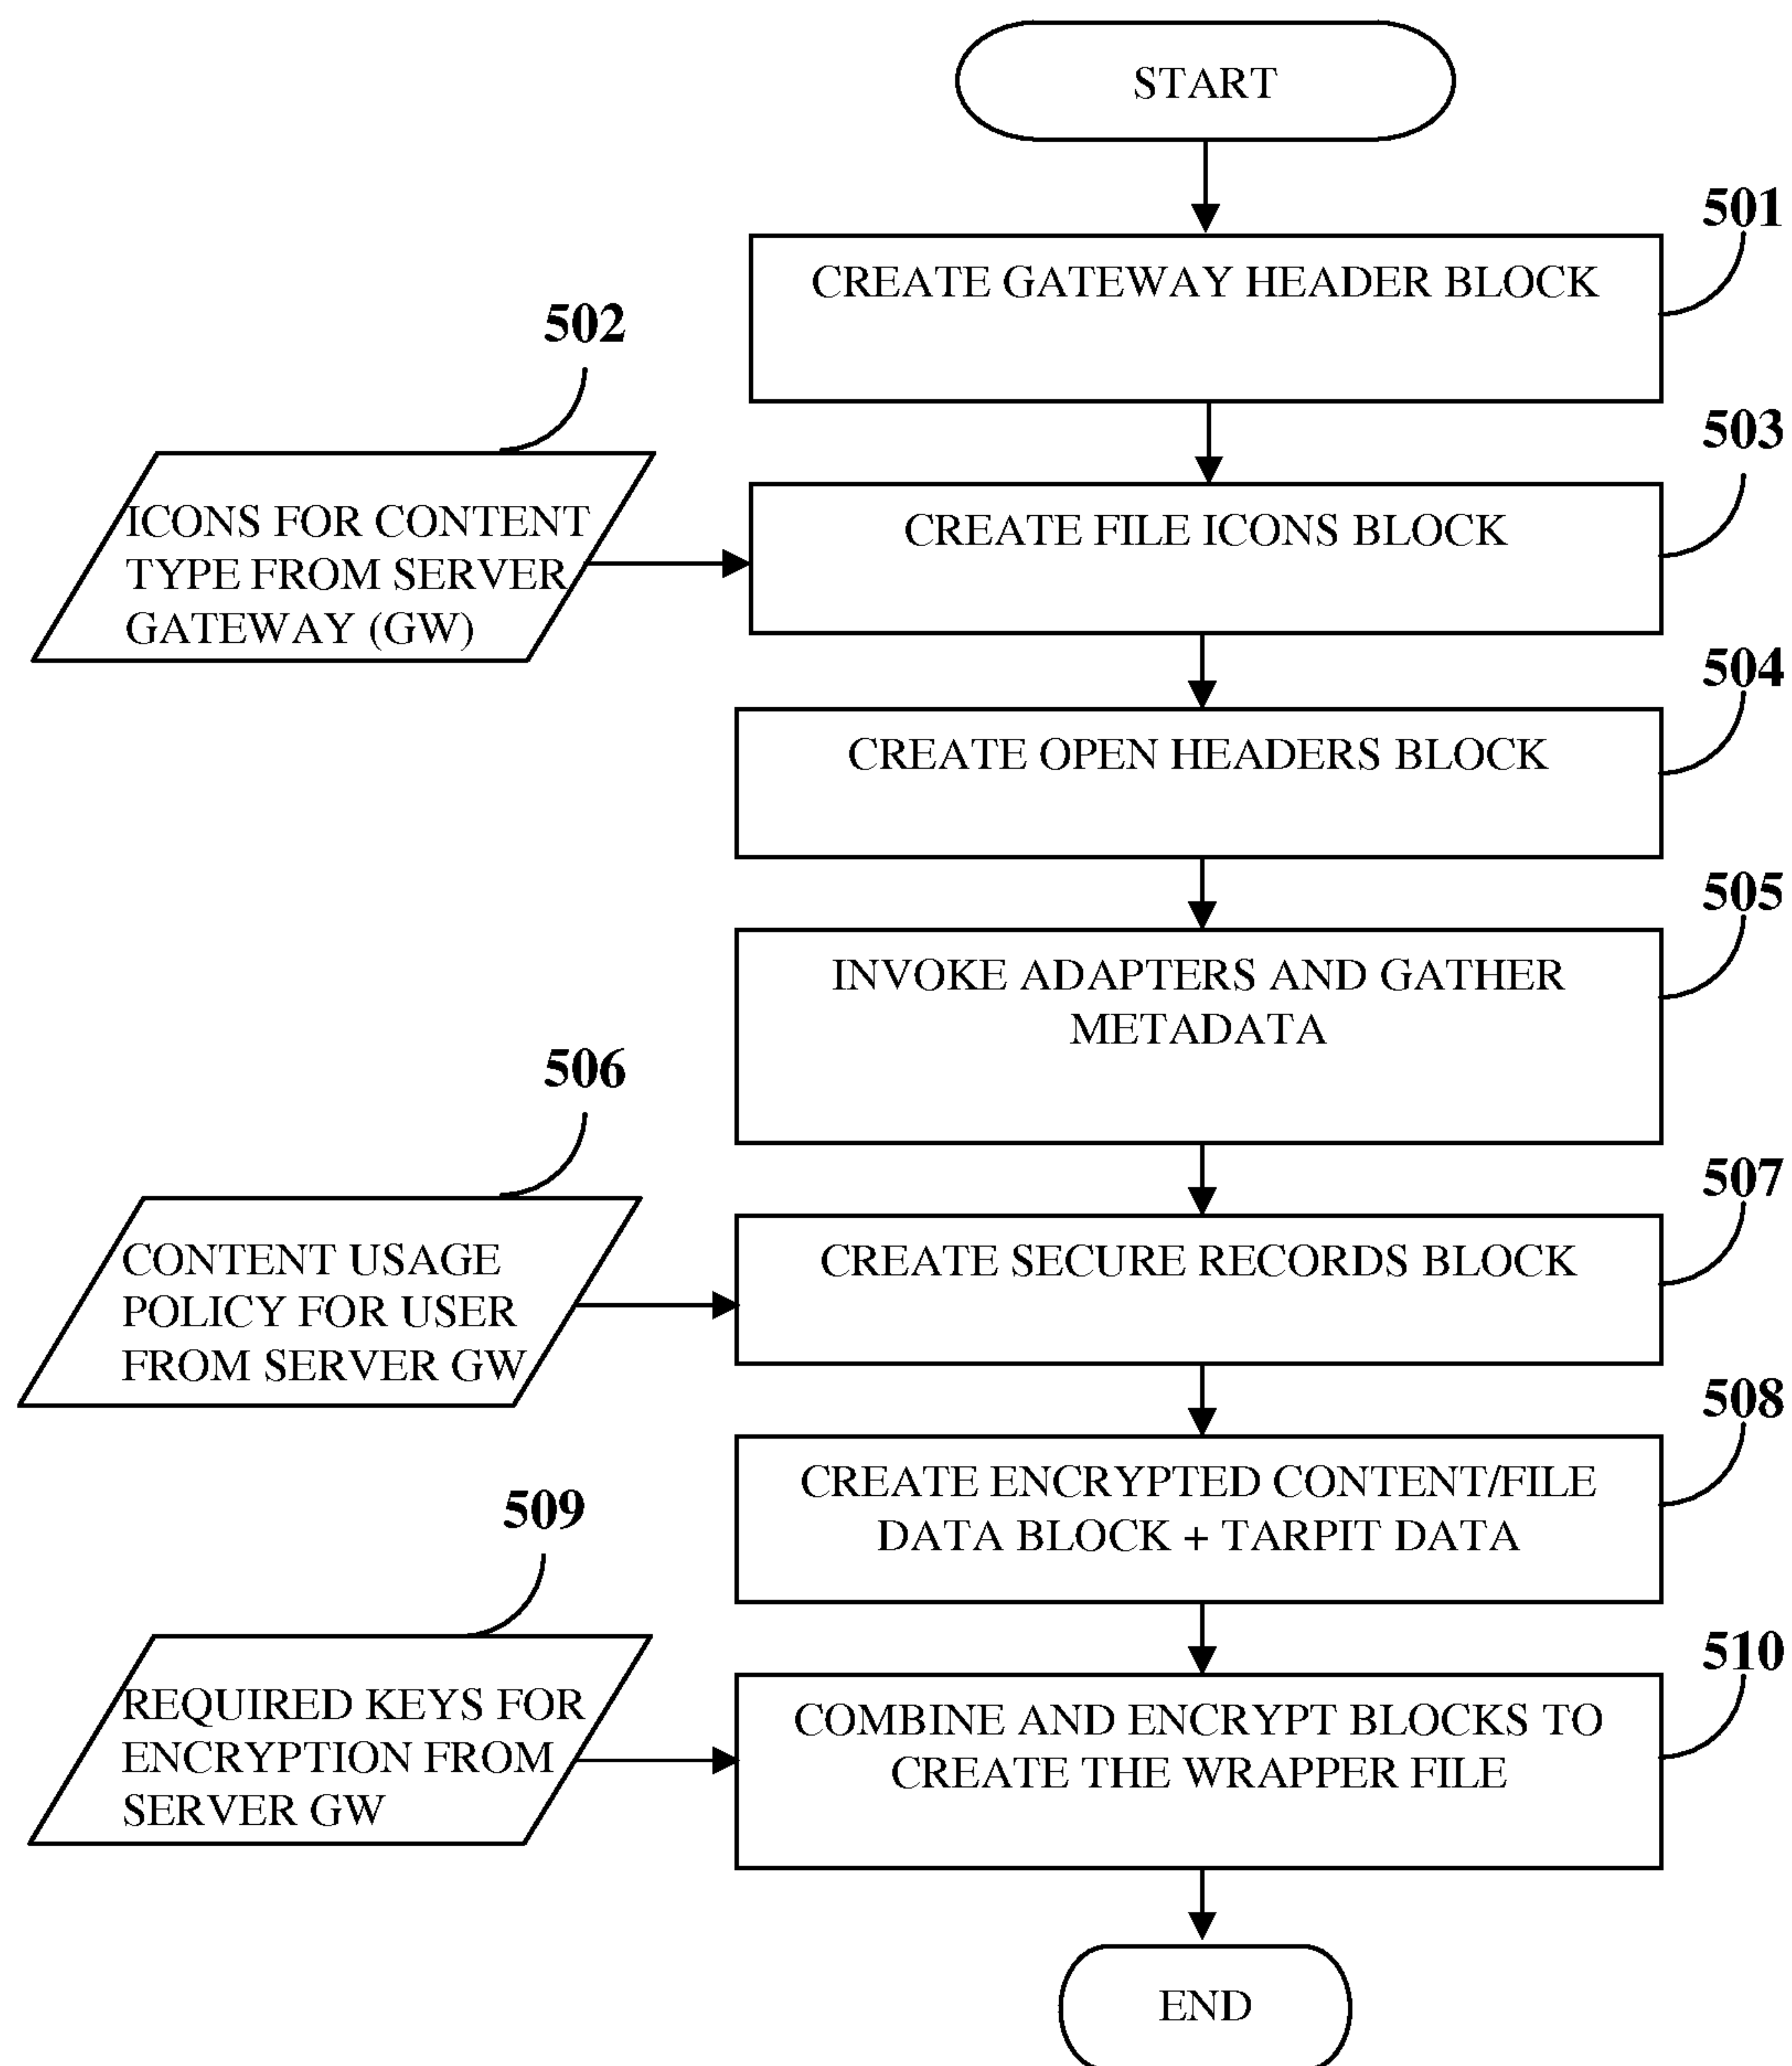 START
501
CREATE GATEWAY HEADER BLOCK
502
ICONS FOR CONTENT
TYPE FROM SERVER
GATEWAY (GW)
503
CREATE FILE ICONS BLOCK
504
CREATE OPEN HEADERS BLOCK
505
INVOKE ADAPTERS AND GATHER
METADATA
506
CONTENT USAGE
POLICY FOR USER
FROM SERVER GW
507
CREATE SECURE RECORDS BLOCK
508
CREATE ENCRYPTED CONTENT/FILE
DATA BLOCK + TARPIT DATA
509
REQUIRED KEYS FOR
ENCRYPTION FROM
SERVER GW
510
COMBINE AND ENCRYPT BLOCKS TO
CREATE THE WRAPPER FILE
END